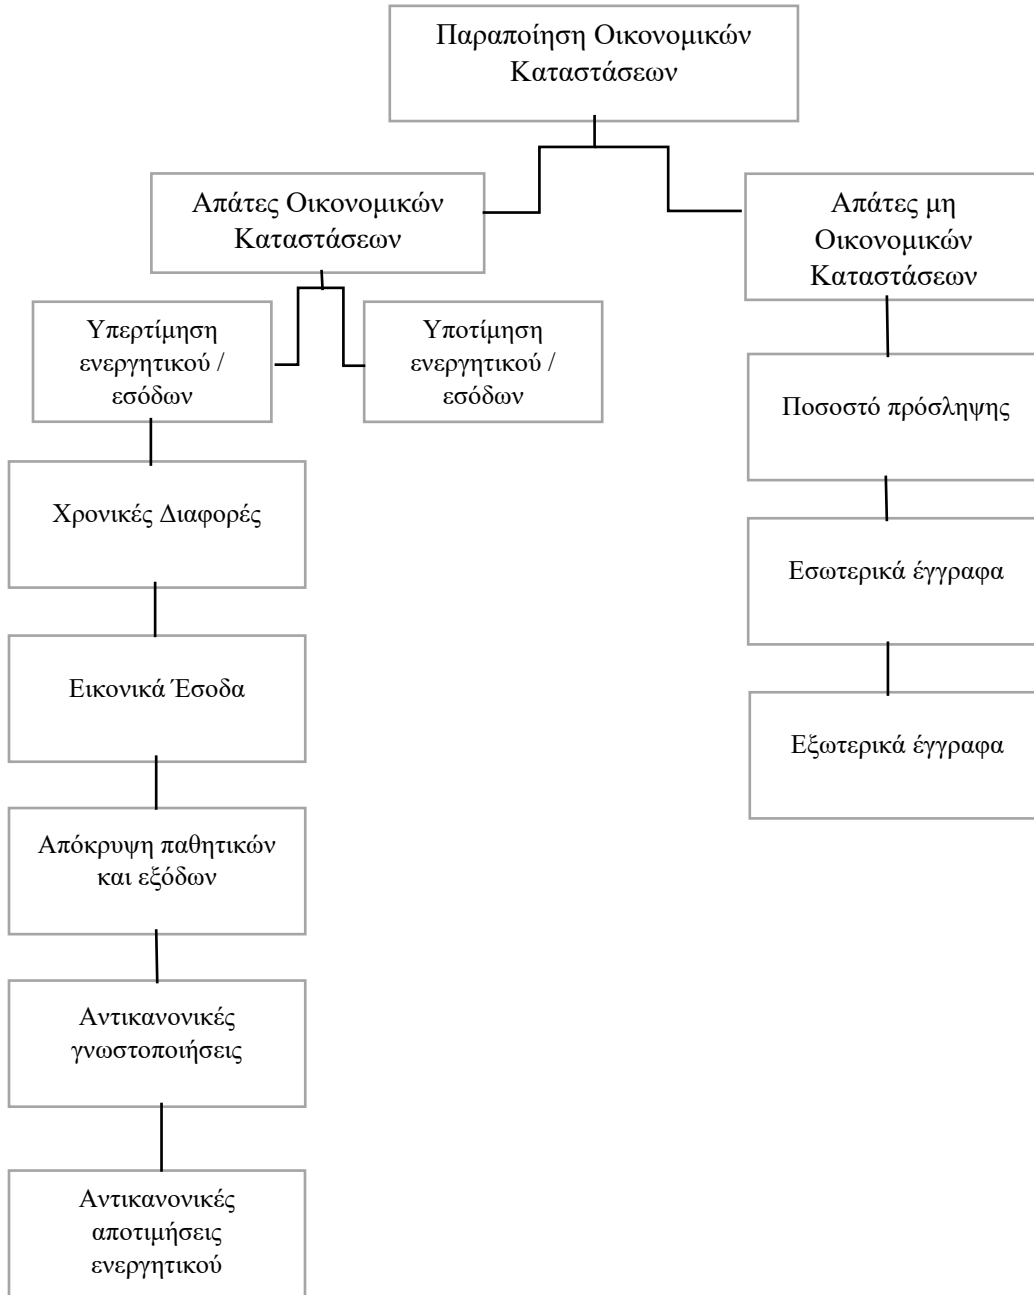 Παραποίηση Οικονομικών
Καταστάσεων
Απάτες Οικονομικών
Καταστάσεων
Απάτες μη
Οικονομικών
Καταστάσεων
Υπερτίμηση
ενεργητικού /
εσόδων
Υποτίμηση
ενεργητικού /
εσόδων
Ποσοστό πρόσληψης
Χρονικές Διαφορές
Εσωτερικά έγγραφα
Εικονικά Έσοδα
Εξωτερικά έγγραφα
Απόκρυψη παθητικών
και εξόδων
Αντικανονικές
γνωστοποιήσεις
Αντικανονικές
αποτιμήσεις
ενεργητικού